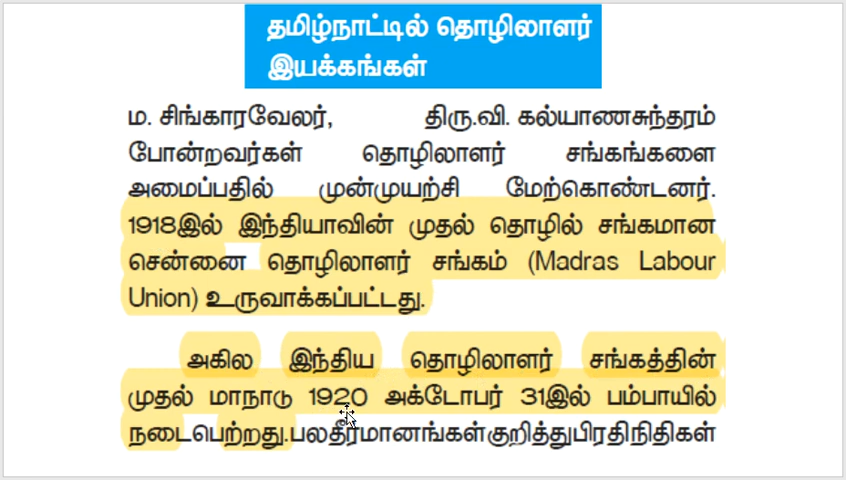 தமிழ்நாட்டில் தொழிலாளர்
இயக்கங்கள்
ம. சிங்காரவேலர், திரு.வி. கல்யாணசுந்தரம்
போன்றவர்கள் தொழிலாளர் சங்கங்களை
அமைப்பதில் முன்முயற்சி மேற்கொண்டனர்.
1918இல் இந்தியாவின் முதல் தொழில் சங்கமான
சென்னை தொழிலாளர் சங்கம் (Madras Labour
Union) உருவாக்கப்பட்டது.
அகில இந்திய தொழிலாளர் சங்கத்தின்
முதல் மாநாடு 1920 அக்டோபர் 31இல் பம்பாயில்
நடைபெற்றது.பலதீர்மானங்கள்குறித்துபிரதிநிதிகள்